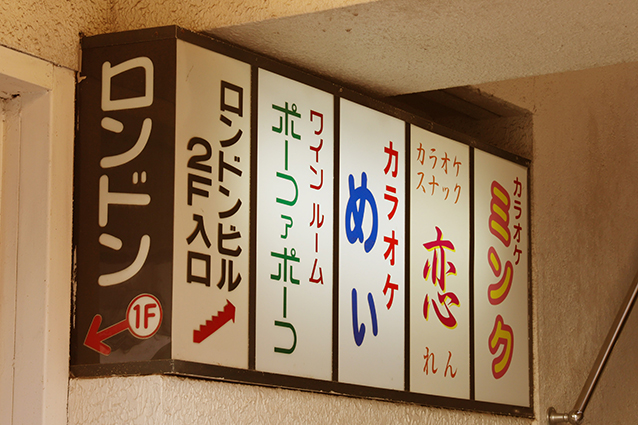 ロンドン
1F
ロンドンビル
2F入口
ワインルーム
ポーファポーフ
カラオケ
めい
カラオケ
スナック
恋
れん
カラオケ
ミンク